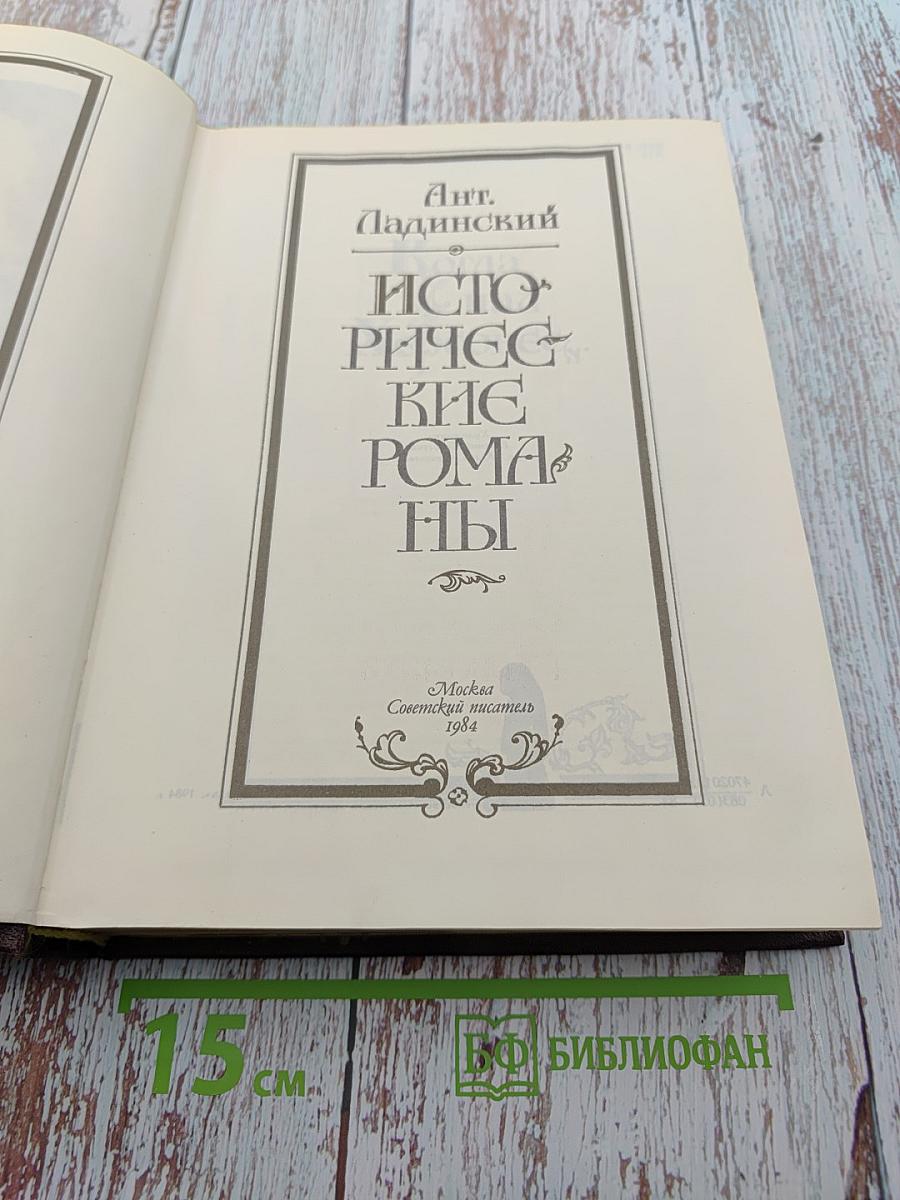 Ант.
Ладинский
ИСТО-
РИЧЕС-
КИЕ
РОМА-
НЫ
Москва
Советский писатель
1984
15 см
БФ БИБЛИОФАН